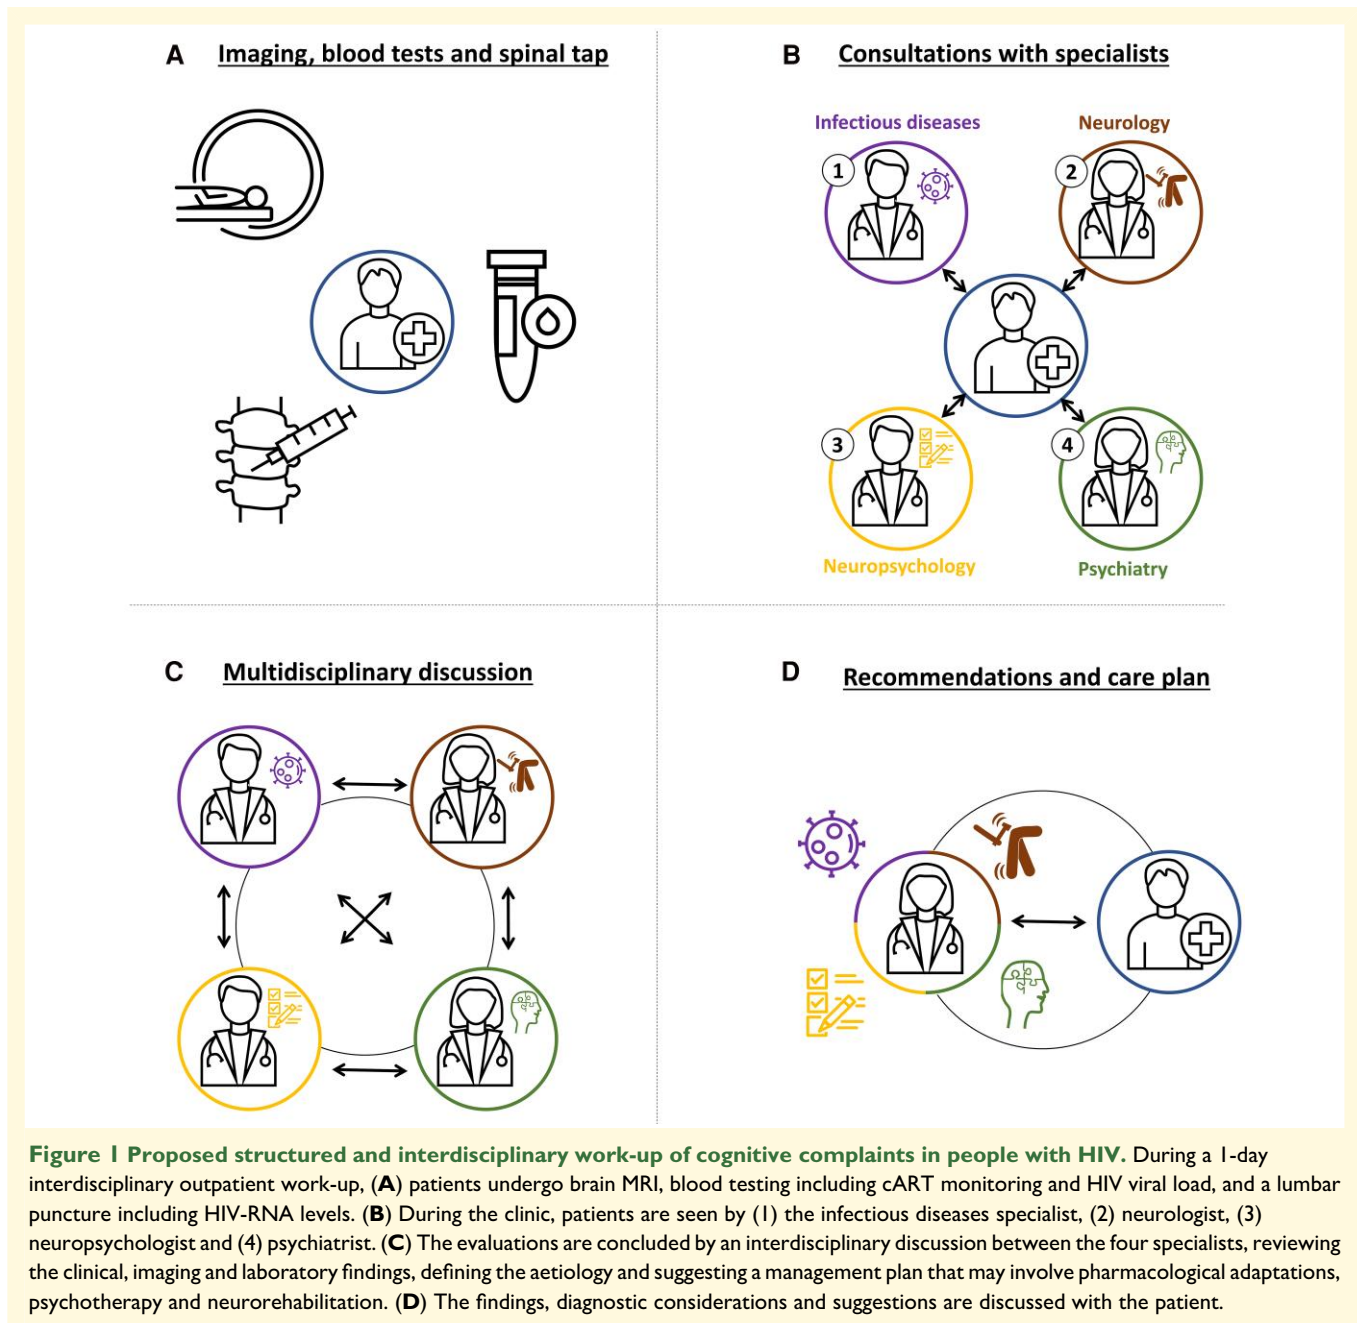 A Imaging, blood tests and spinal tap
B Consultations with specialists
Infectious diseases
Neurology
1
2
3
4
Neuropsychology
Psychiatry
C Multidisciplinary discussion
D Recommendations and care plan
Figure 1 Proposed structured and interdisciplinary work-up of cognitive complaints in people with HIV. During a 1-day
interdisciplinary outpatient work-up, (A) patients undergo brain MRI, blood testing including cART monitoring and HIV viral load, and a lumbar
puncture including HIV-RNA levels. (B) During the clinic, patients are seen by (1) the infectious diseases specialist, (2) neurologist, (3)
neuropsychologist and (4) psychiatrist. (C) The evaluations are concluded by an interdisciplinary discussion between the four specialists, reviewing
the clinical, imaging and laboratory findings, defining the aetiology and suggesting a management plan that may involve pharmacological adaptations,
psychotherapy and neurorehabilitation. (D) The findings, diagnostic considerations and suggestions are discussed with the patient.